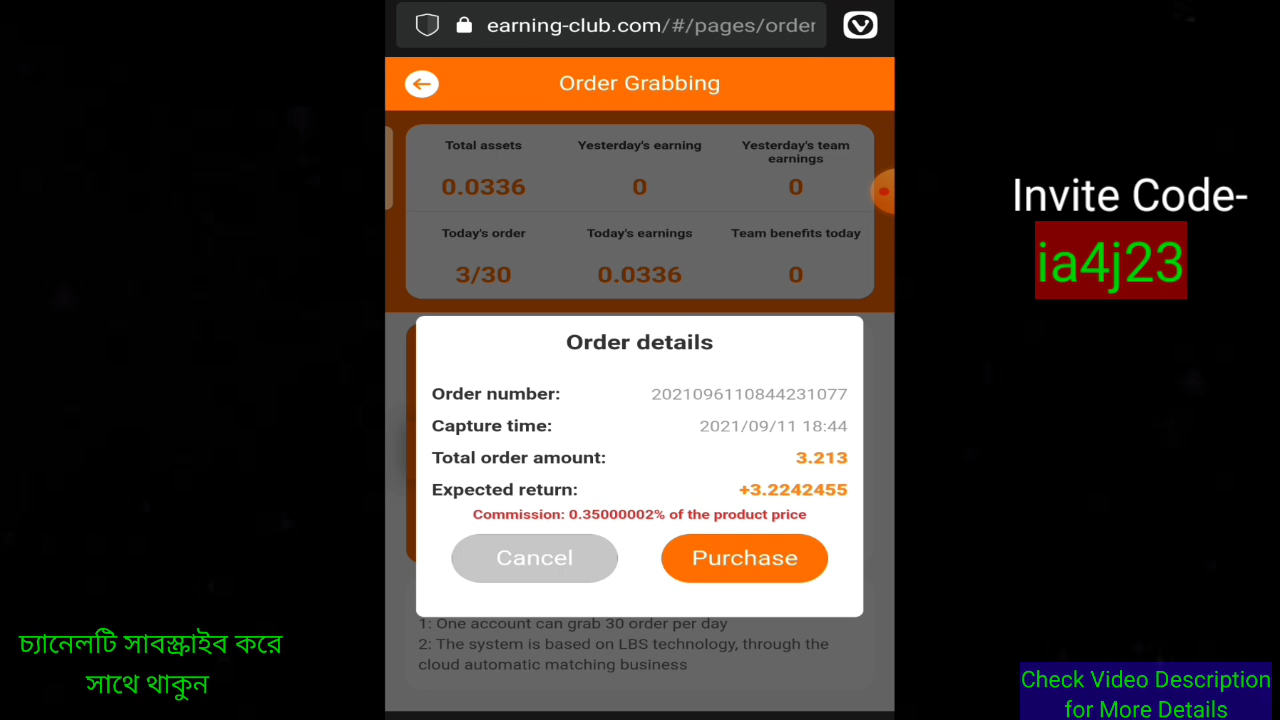 earning-club.com/#/pages/order
Order Grabbing
Total assets
Yesterday's earning
Yesterday's team
earnings
0.0336
0
0
Today's order
Today's earnings
Team benefits today
3/30
0.0336
0
Order details
Order number:
2021096110844231077
Capture time:
2021/09/11 18:44
Total order amount:
3.213
Expected return:
+3.2242455
Commission: 0.35000002% of the product price
Cancel
Purchase
1: One account can grab 30 order per day
2: The system is based on LBS technology, through the
cloud automatic matching business
Invite Code-
ia4j23
চ্যানেলটি সাবস্ক্রাইব করে
সাথে থাকুন
Check Video Description
for More Details